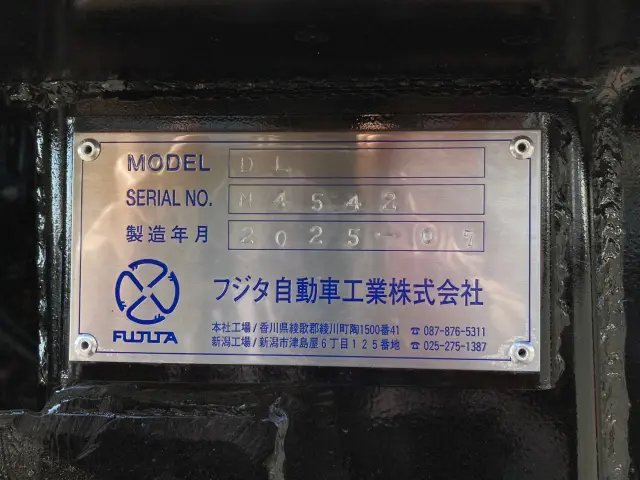 MODEL DL
SERIAL NO. N4542
製造年月 2025-07
FUJITA
フジタ自動車工業株式会社
本社工場/香川県綾歌郡綾川町陶1500番41 ☎087-876-5311
新潟工場/新潟市津島屋6丁目125番地 ☎025-275-1387